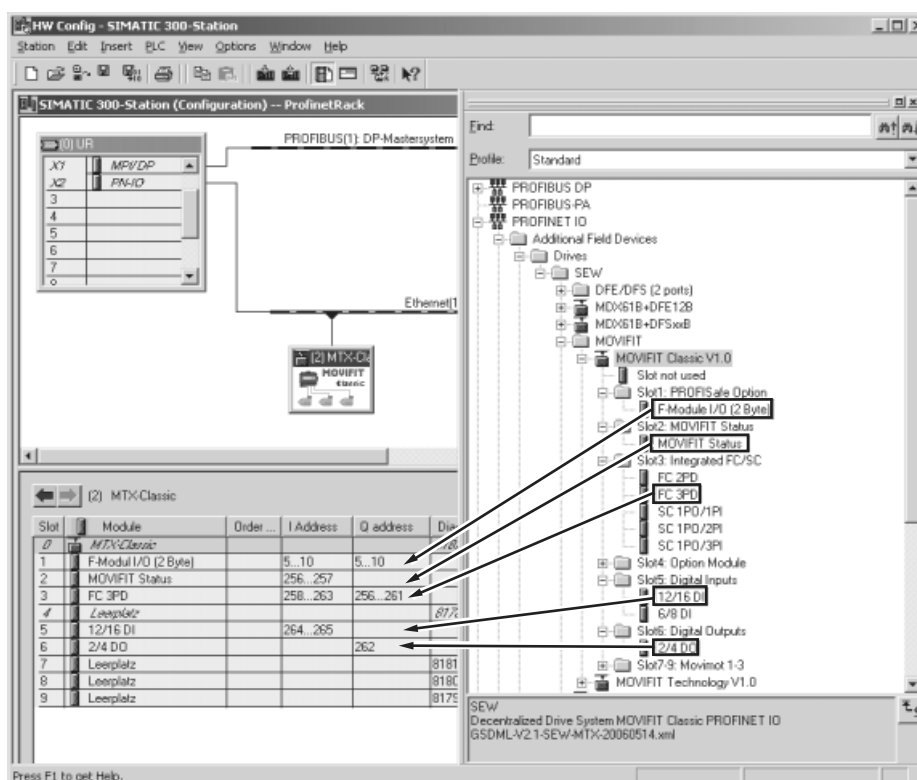 HW Config - SIMATIC 300-Station
Station Edit Insert PLC View Options Window Help
SIMATIC 300-Station (Configuration) -- ProfinetRack
(0) UR
X1 MPI/DP
X2 PN-IO
3
4
5
6
7
PROFIBUS(1): DP-Mastersystem
Ethernet(1
(2) MTX-Cla
MOVIFIT
Classic
(2) MTX-Classic
Slot Module Order ... I Address Q address Dia
0 MTX-Classic
1 F-Modul I/O (2 Byte) 5...10 5...10
2 MOVIFIT Status 256...257
3 FC 3PD 258...263 256...261
4 Leerplatz
5 12/16 DI 264...265
6 2/4 DO 262
7 Leerplatz 8181
8 Leerplatz 8180
9 Leerplatz 8179
Find:
Profile: Standard
PROFIBUS DP
PROFIBUS-PA
PROFINET IO
Additional Field Devices
Drives
SEW
DFE/DFS (2 ports)
MDX61B+DFE12B
MDX61B+DFSxxB
MOVIFIT
MOVIFIT Classic V1.0
Slot not used
Slot1: PROFISafe Option
F-Module I/O (2 Byte)
Slot2: MOVIFIT Status
MOVIFIT Status
Slot3: Integrated FC/SC
FC 2PD
FC 3PD
SC 1PO/1PI
SC 1PO/2PI
SC 1PO/3PI
Slot4: Option Module
Slot5: Digital Inputs
12/16 DI
6/8 DI
Slot6: Digital Outputs
2/4 DO
Slot7-9: Movimot 1-3
MOVIFIT Technology V1.0
SEW
Decentralized Drive System MOVIFIT Classic PROFINET IO
GSDML-V2.1-SEW-MTX-20060514.xml
Press F1 to get Help.